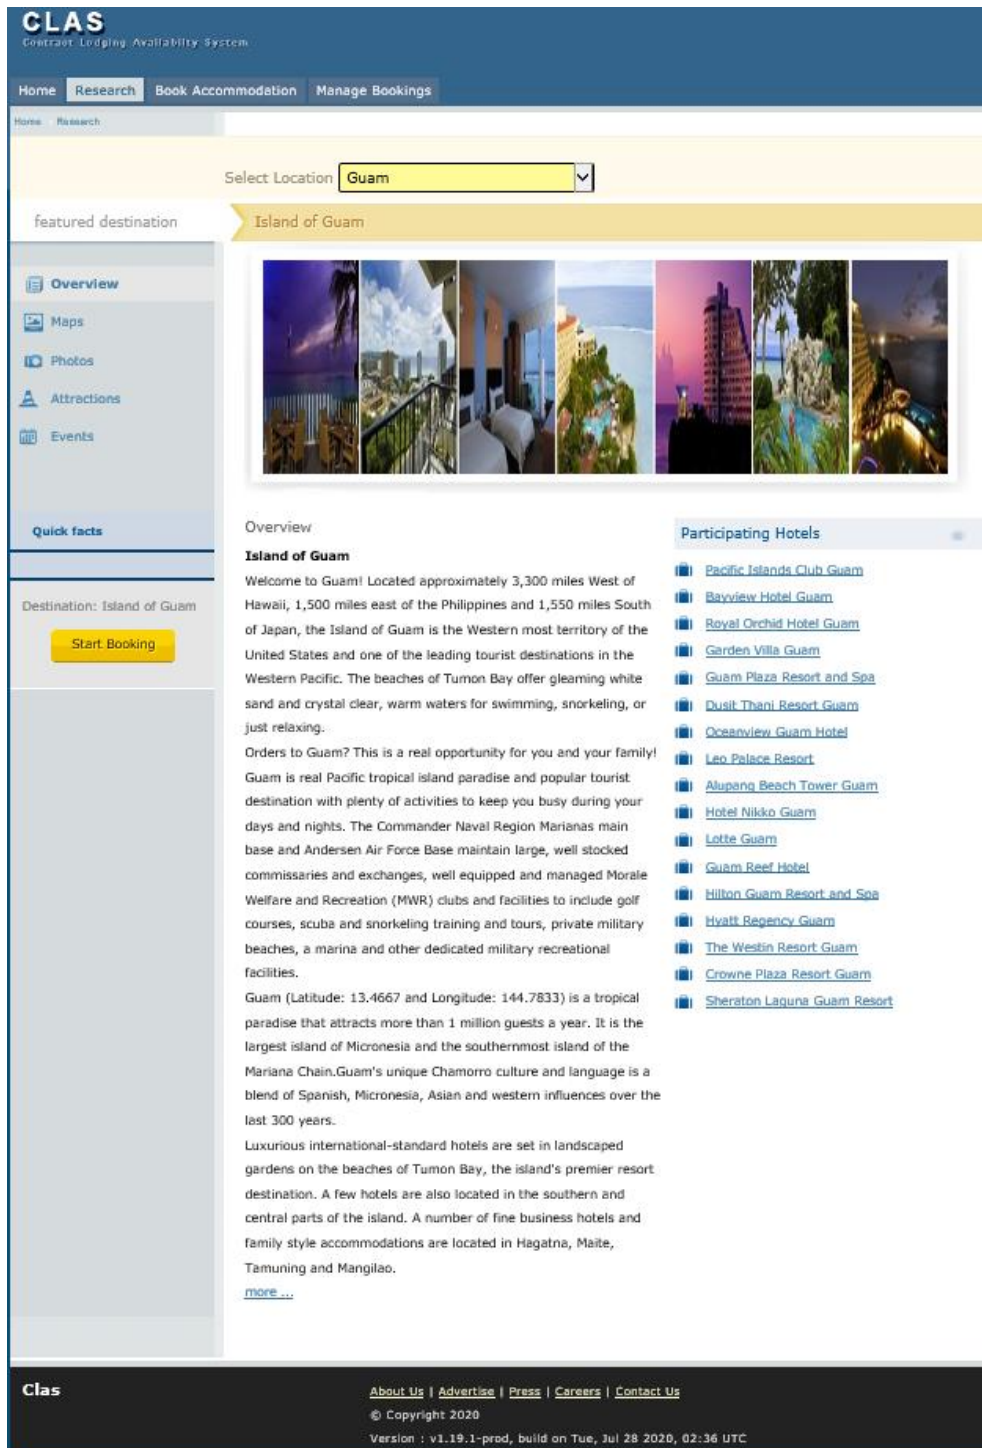 CLAS
Contract Lodging Availability System
Home Research Book Accommodation Manage Bookings
Home Research
Select Location Guam
featured destination
Island of Guam
Overview
Maps
Photos
Attractions
Events
Quick facts
Destination: Island of Guam
Start Booking
Overview
Island of Guam
Welcome to Guam! Located approximately 3,300 miles West of
Hawaii, 1,500 miles east of the Philippines and 1,550 miles South
of Japan, the Island of Guam is the Western most territory of the
United States and one of the leading tourist destinations in the
Western Pacific. The beaches of Tumon Bay offer gleaming white
sand and crystal clear, warm waters for swimming, snorkeling, or
just relaxing.
Orders to Guam? This is a real opportunity for you and your family!
Guam is real Pacific tropical island paradise and popular tourist
destination with plenty of activities to keep you busy during your
days and nights. The Commander Naval Region Marianas main
base and Andersen Air Force Base maintain large, well stocked
commissaries and exchanges, well equipped and managed Morale
Welfare and Recreation (MWR) clubs and facilities to include golf
courses, scuba and snorkeling training and tours, private military
beaches, a marina and other dedicated military recreational
facilities.
Guam (Latitude: 13.4667 and Longitude: 144.7833) is a tropical
paradise that attracts more than 1 million guests a year. It is the
largest island of Micronesia and the southernmost island of the
Mariana Chain.Guam's unique Chamorro culture and language is a
blend of Spanish, Micronesia, Asian and western influences over the
last 300 years.
Luxurious international-standard hotels are set in landscaped
gardens on the beaches of Tumon Bay, the island's premier resort
destination. A few hotels are also located in the southern and
central parts of the island. A number of fine business hotels and
family style accommodations are located in Hagatna, Maite,
Tamuning and Mangilao.
more ...
Participating Hotels
Pacific Islands Club Guam
Bayview Hotel Guam
Royal Orchid Hotel Guam
Garden Villa Guam
Guam Plaza Resort and Spa
Dusit Thani Resort Guam
Oceanview Guam Hotel
Leo Palace Resort
Alupang Beach Tower Guam
Hotel Nikko Guam
Lotte Guam
Guam Reef Hotel
Hilton Guam Resort and Spa
Hyatt Regency Guam
The Westin Resort Guam
Crowne Plaza Resort Guam
Sheraton Laguna Guam Resort
Clas
About Us | Advertise | Press | Careers | Contact Us
© Copyright 2020
Version : v1.19.1-prod, build on Tue, Jul 28 2020, 02:36 UTC